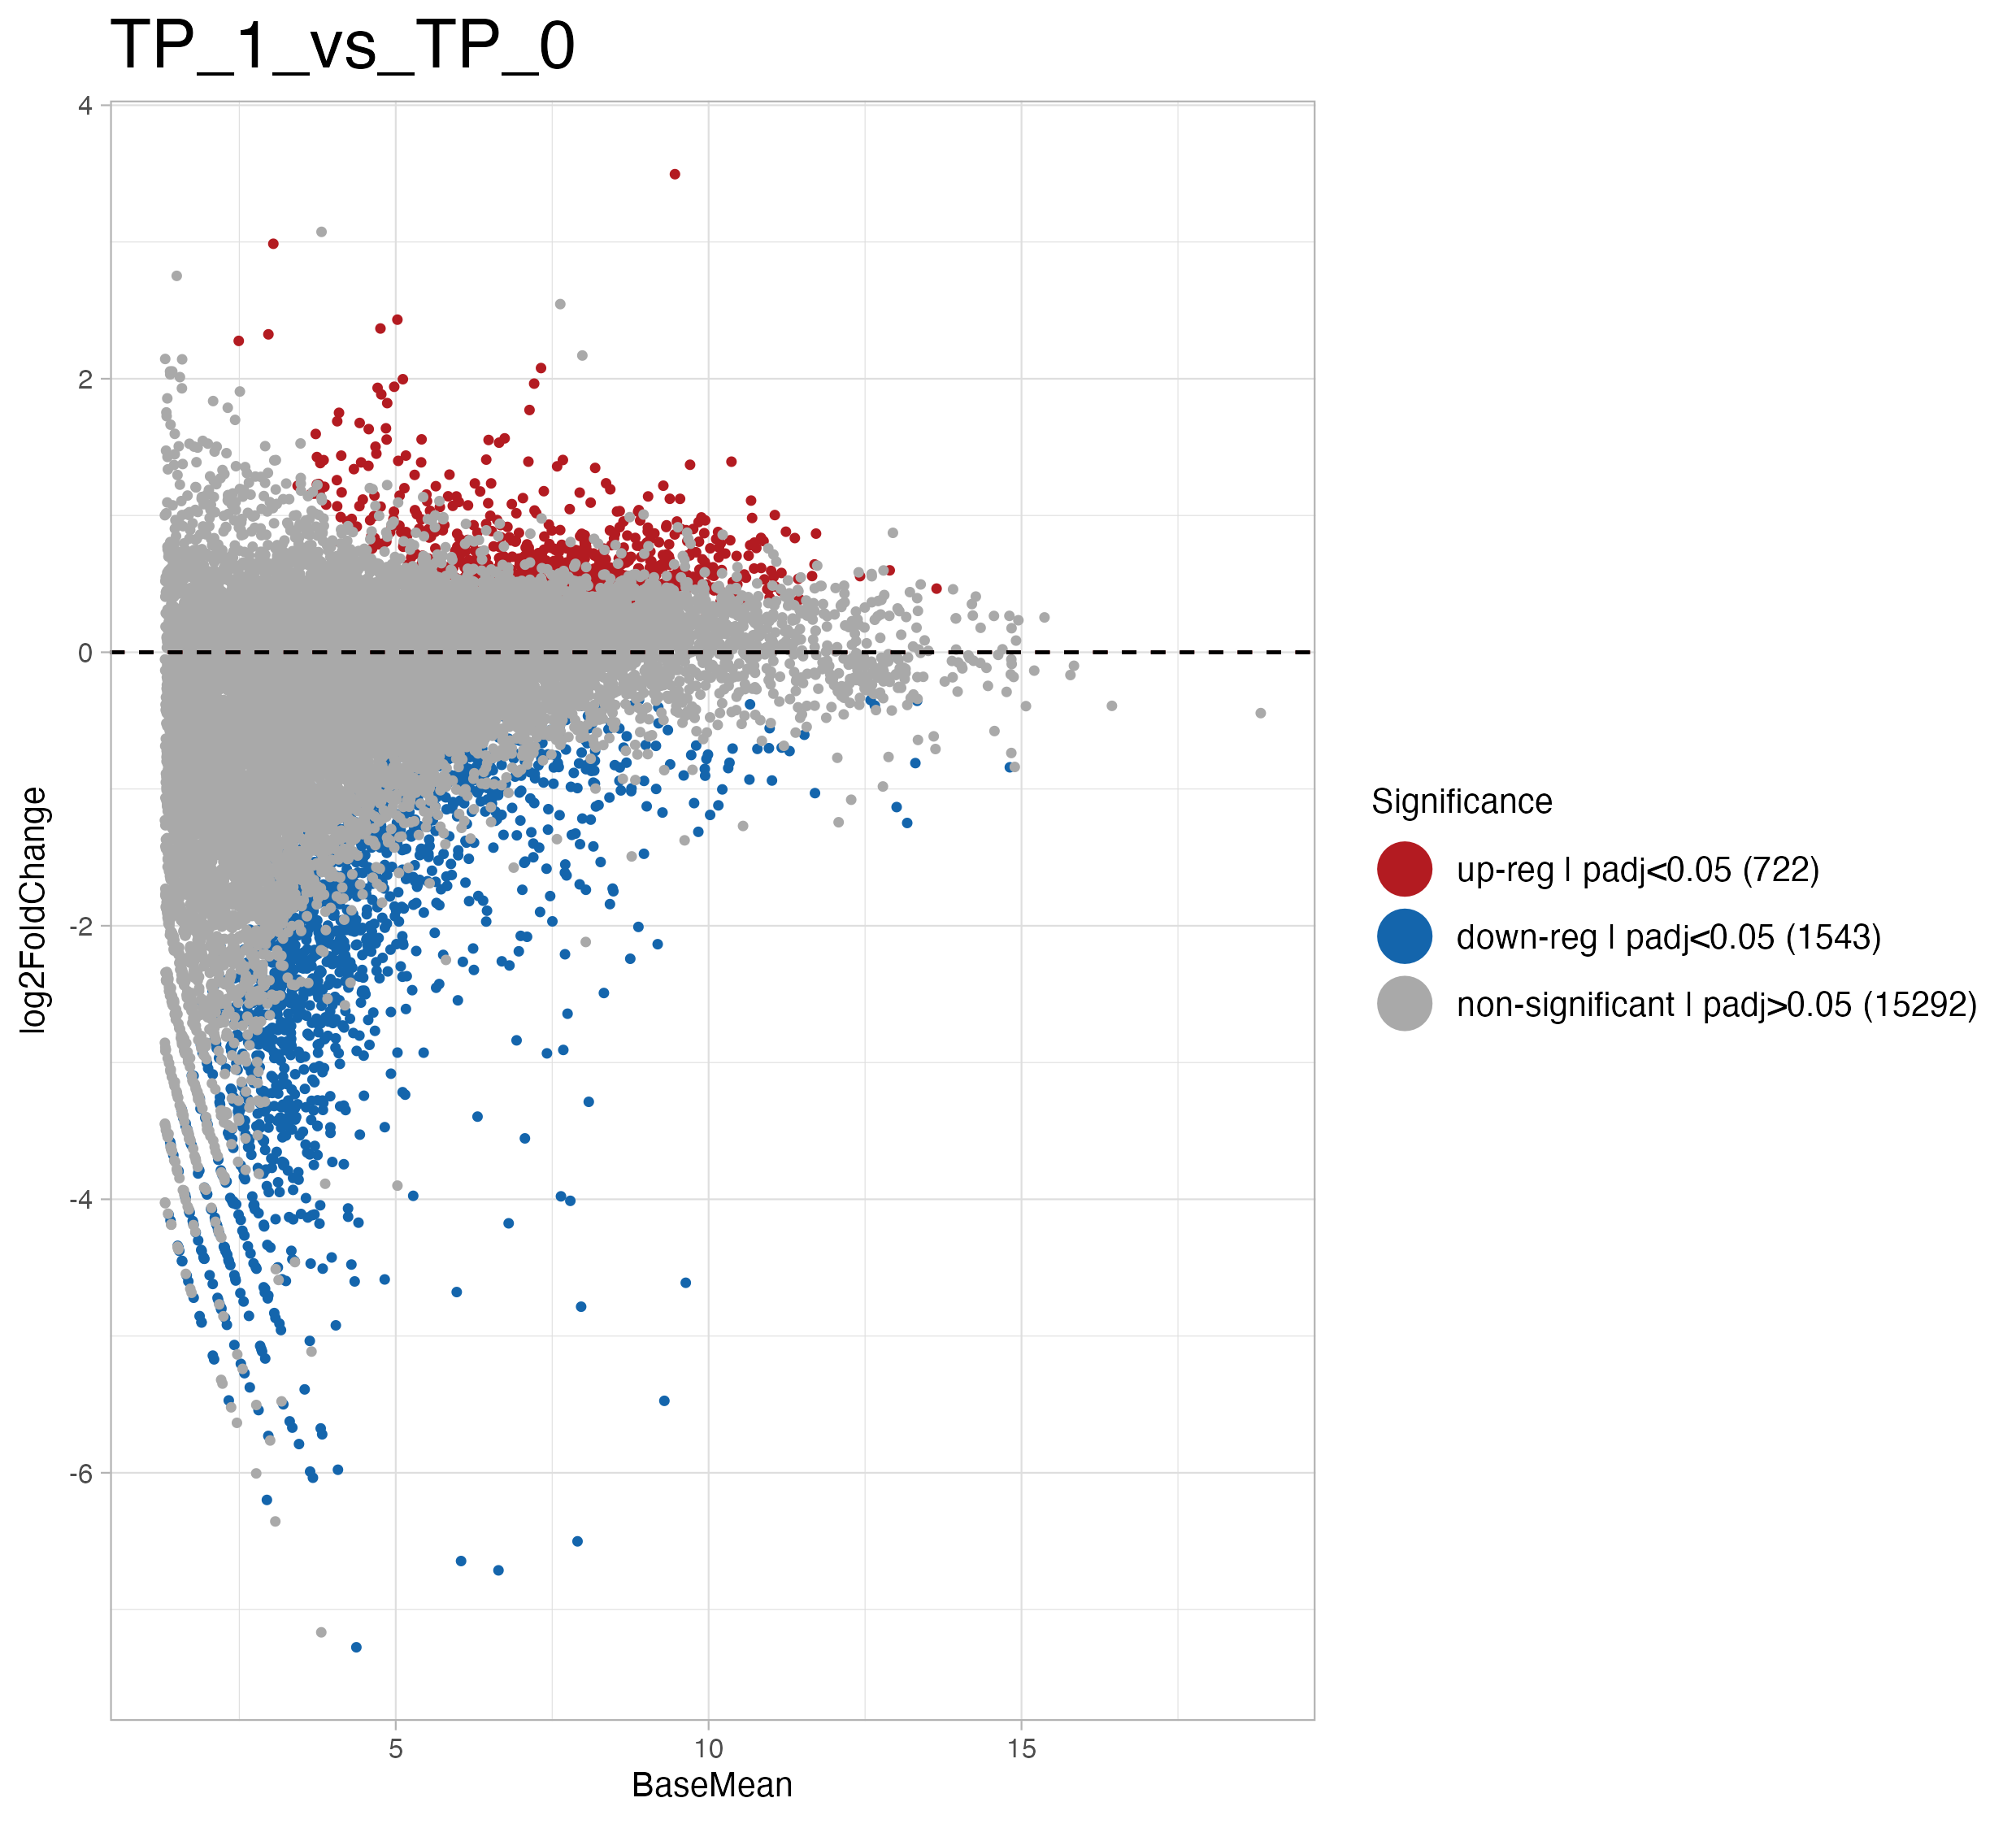 TP_1_vs_TP_0
4
2
0
-2
-4
-6
log2FoldChange
5 10 15
BaseMean
Significance
up-reg | padj<0.05 (722)
down-reg | padj<0.05 (1543)
non-significant | padj>0.05 (15292)